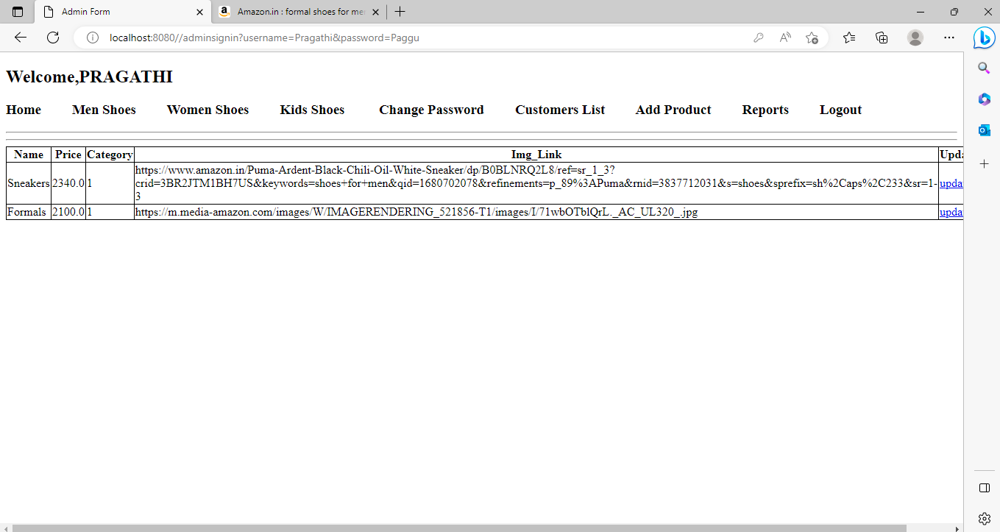 Admin Form
Amazon.in : formal shoes for me
localhost:8080//adminsignin?username=Pragathi&password=Paggu
Welcome,PRAGATHI
Home Men Shoes Women Shoes Kids Shoes Change Password Customers List Add Product Reports Logout
Name Price Category Img_Link Upda
https://www.amazon.in/Puma-Ardent-Black-Chili-Oil-White-Sneaker/dp/B0BLNRQ2L8/ref=sr_1_3?
Sneakers 2340.0 1 crid=3BR2JTM1BH7US&keywords=shoes+for+men&qid=1680702078&refinements=p_89%3APuma&rnid=3837712031&s=shoes&sprefix=sh%2Caps%2C233&sr=1- upda
3
Formals 2100.0 1 https://m.media-amazon.com/images/W/IMAGERENDERING_521856-T1/images/I/71wbOTblQrL._AC_UL320_.jpg upda